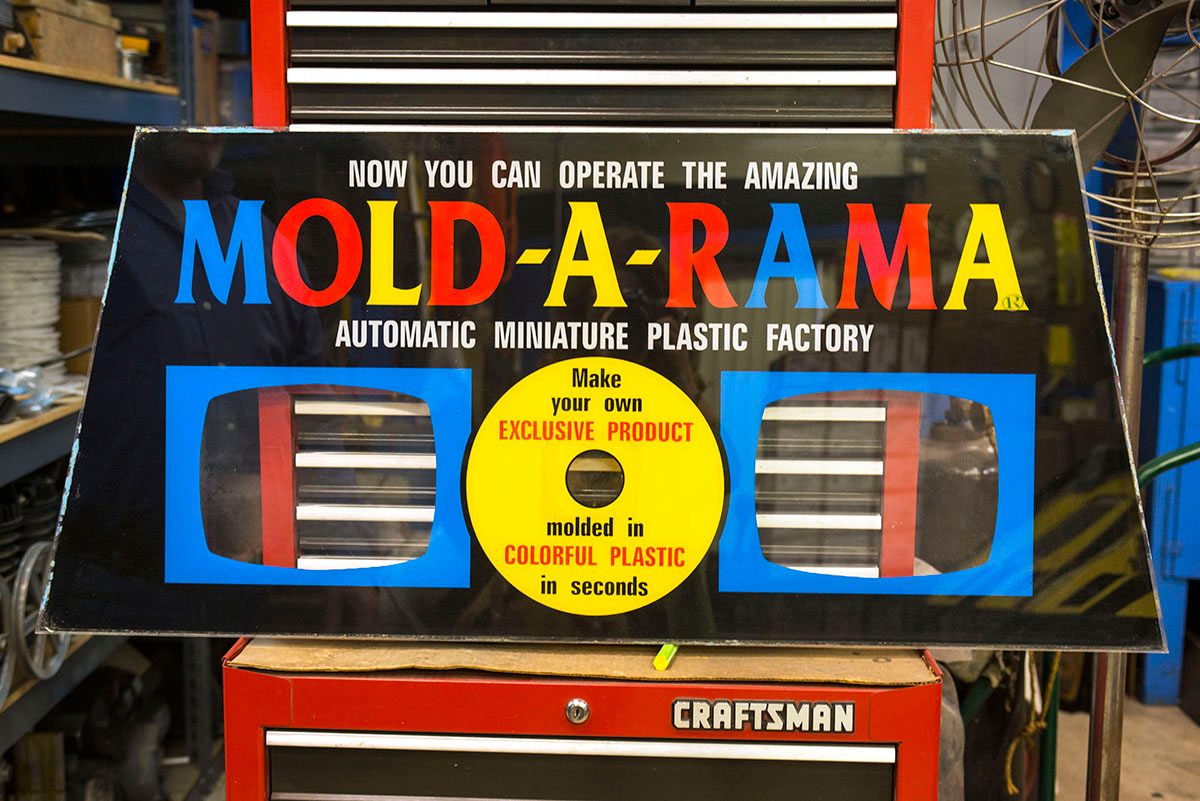 NOW YOU CAN OPERATE THE AMAZING
MOLD-A-RAMA®
AUTOMATIC MINIATURE PLASTIC FACTORY
Make
your own
EXCLUSIVE PRODUCT
molded in
COLORFUL PLASTIC
in seconds
CRAFTSMAN